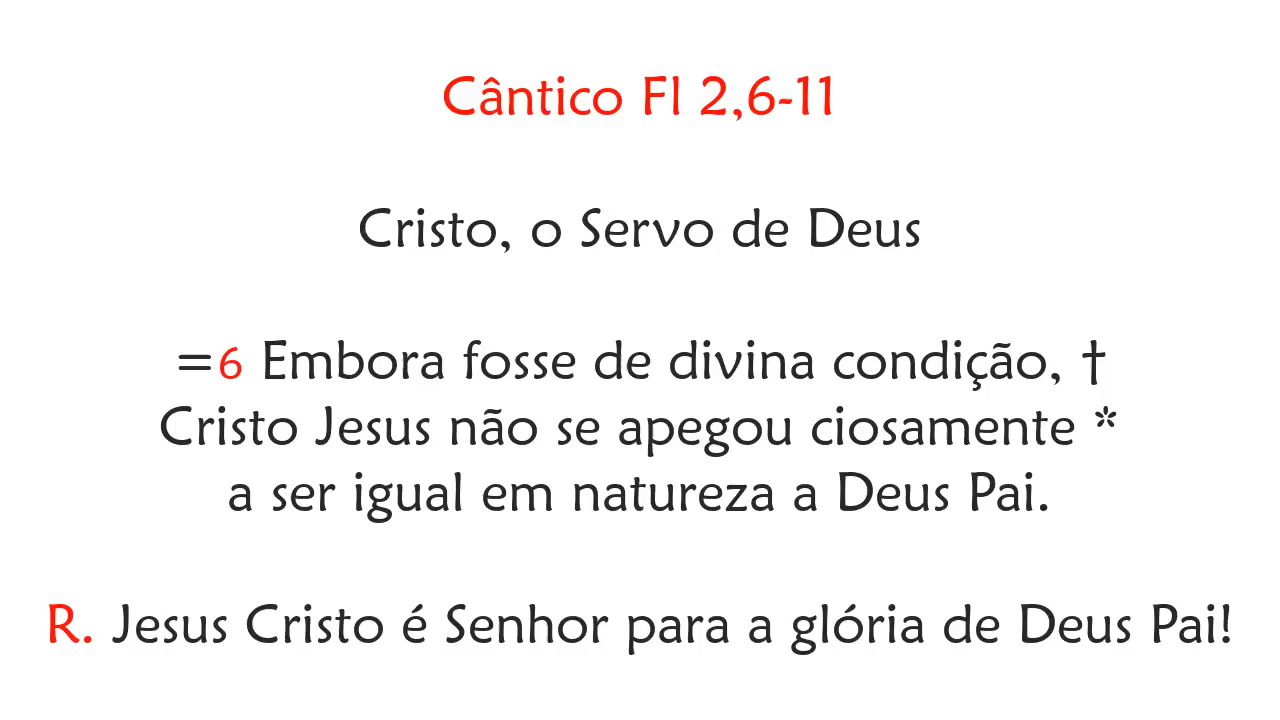 Cântico Fl 2,6-11
Cristo, o Servo de Deus
=6 Embora fosse de divina condição, †
Cristo Jesus não se apegou ciosamente *
a ser igual em natureza a Deus Pai.
R. Jesus Cristo é Senhor para a glória de Deus Pai!